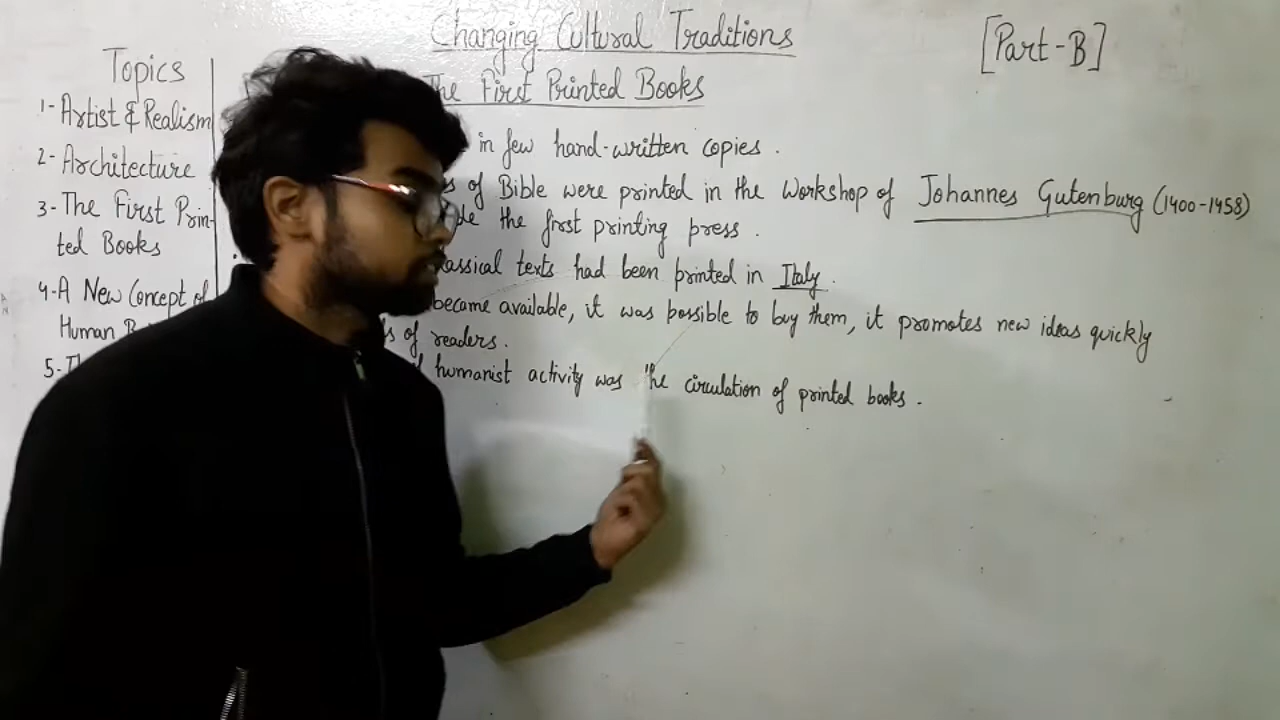 Changing Cultural Traditions
[Part-B]
Topics
1- Artist & Realism
2- Architecture
3- The First Prin-
ted Books
4- A New Concept of
Human
5-
The First Printed Books
in few hand-written copies .
of Bible were printed in the Workshop of Johannes Gutenburg (1400-1458)
the first printing press .
texts had been printed in Italy .
became available, it was possible to buy them, it promotes new ideas quickly
of readers .
humanist activity was the circulation of printed books .